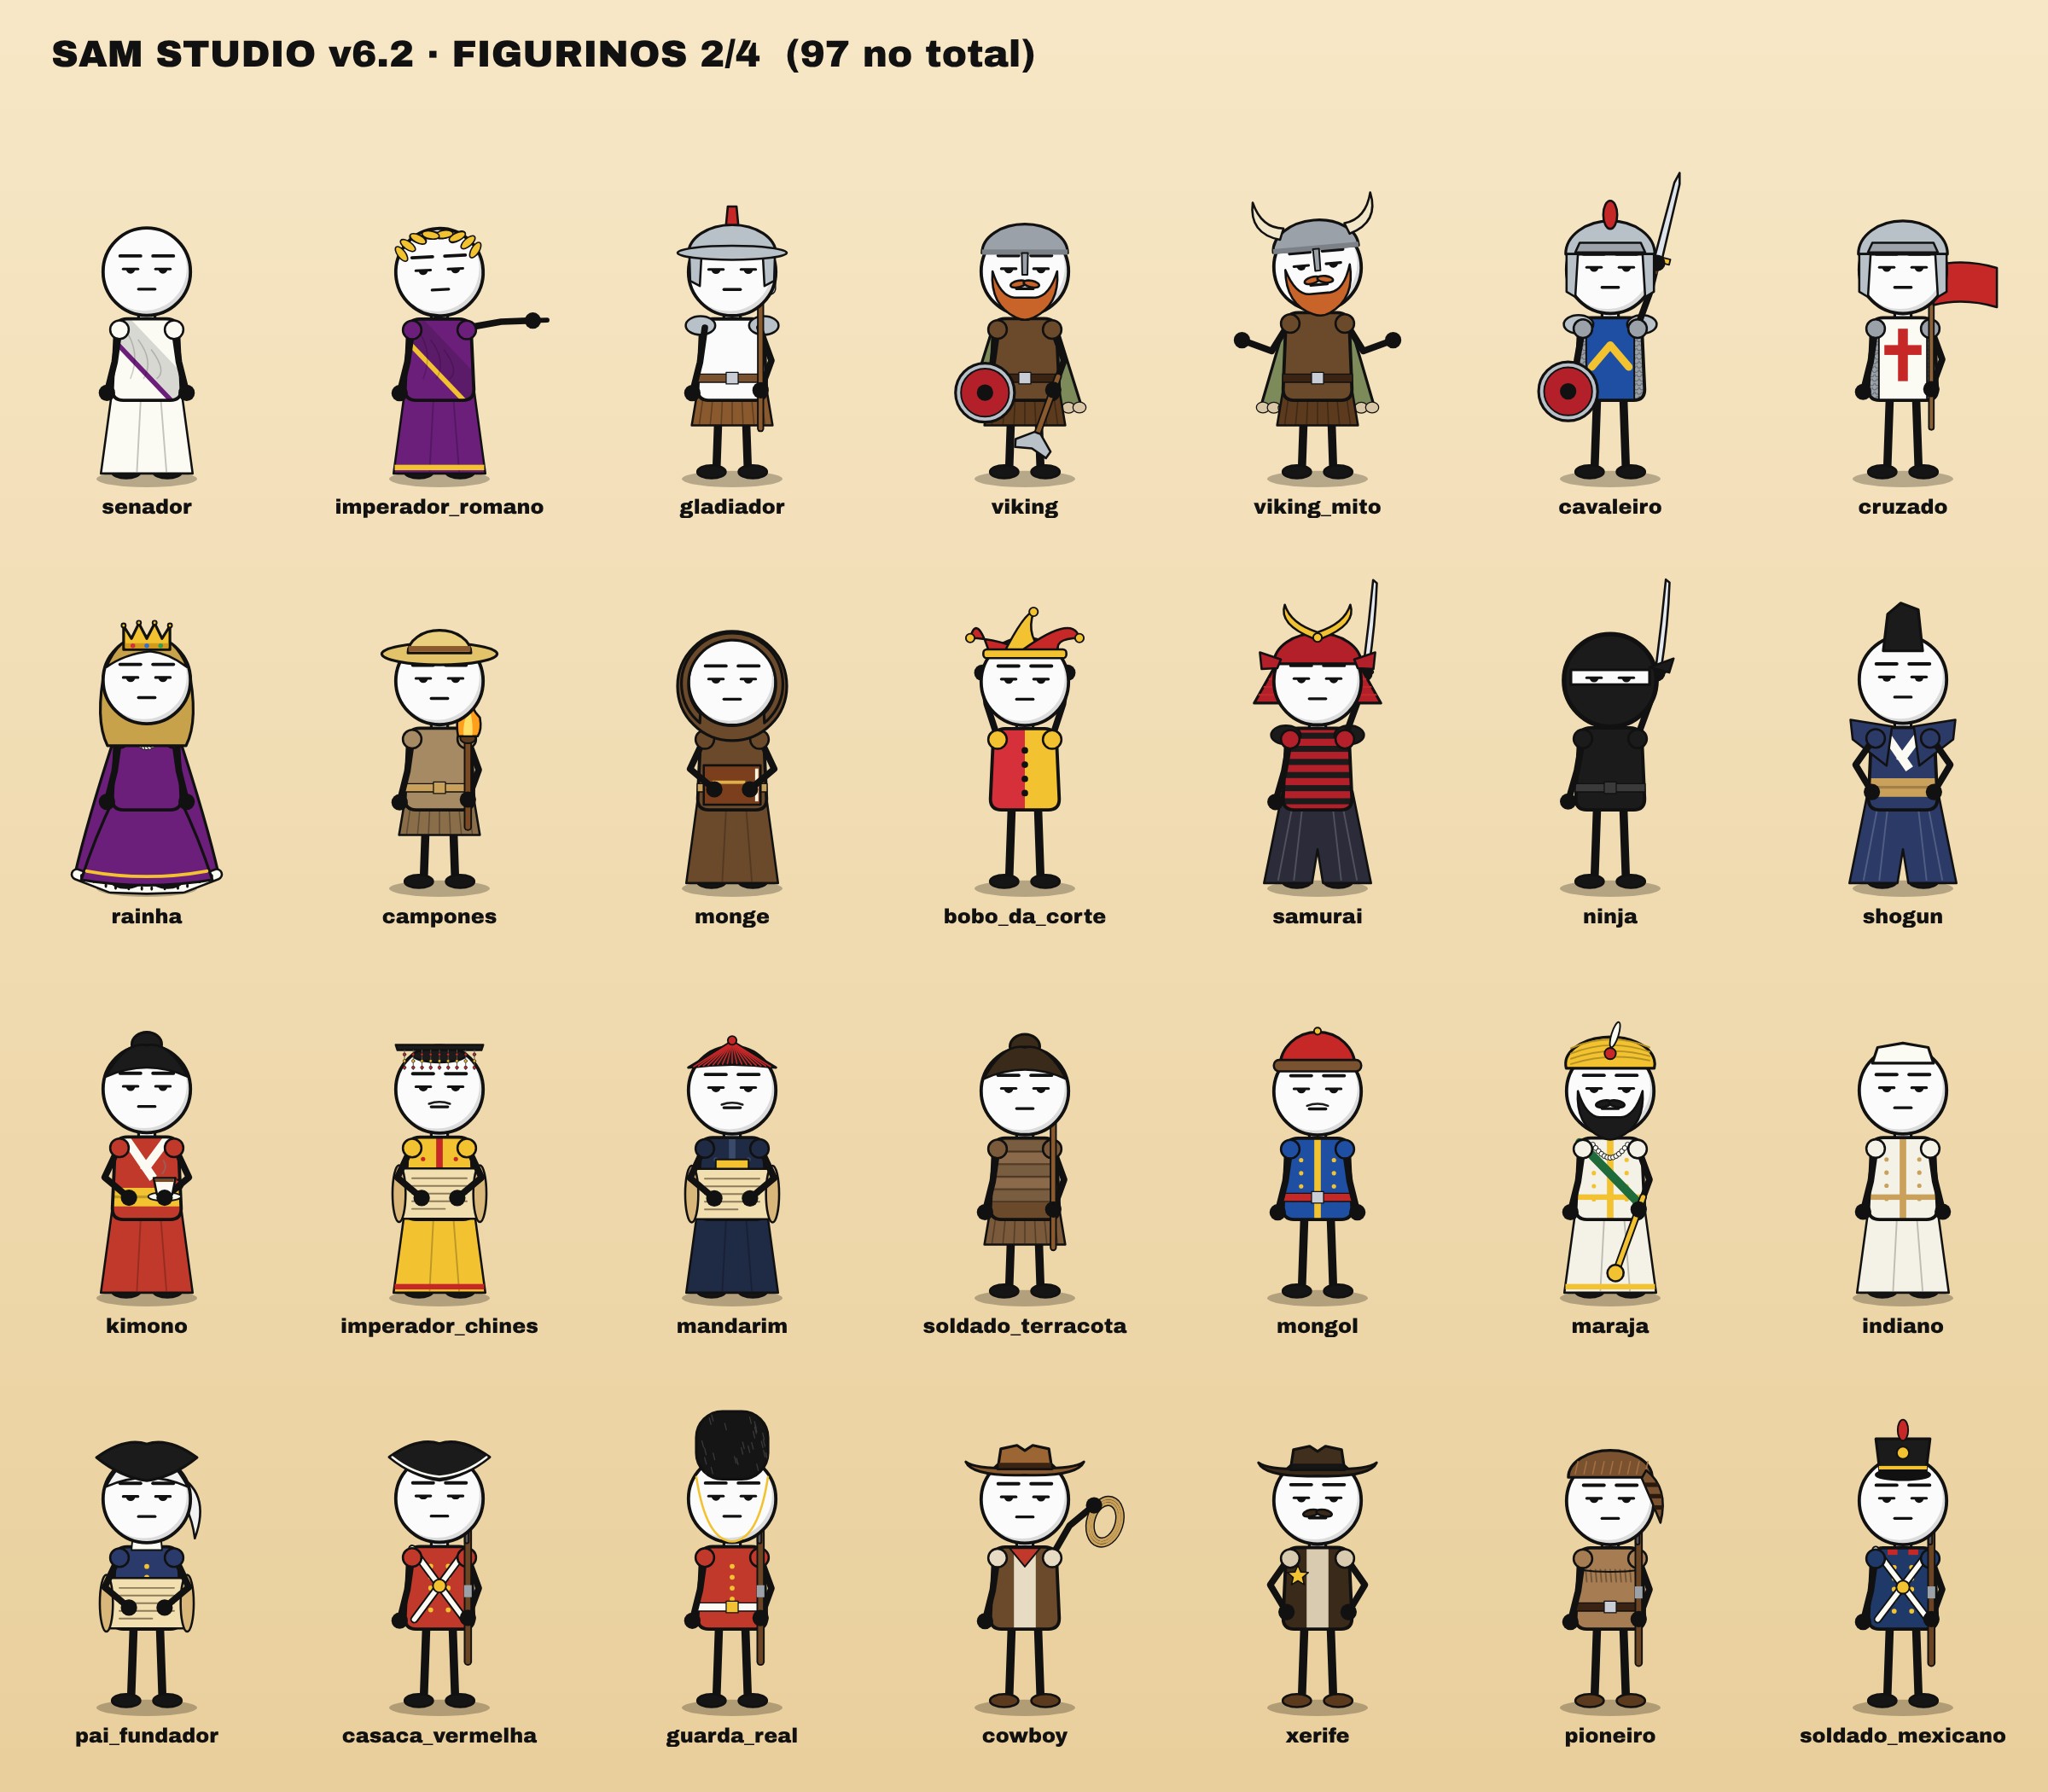 SAM STUDIO v6.2 · FIGURINOS 2/4 (97 no total)
senador imperador_romano gladiador viking viking_mito cavaleiro cruzado
rainha campones monge bobo_da_corte samurai ninja shogun
kimono imperador_chines mandarim soldado_terracota mongol maraja indiano
pai_fundador casaca_vermelha guarda_real cowboy xerife pioneiro soldado_mexicano